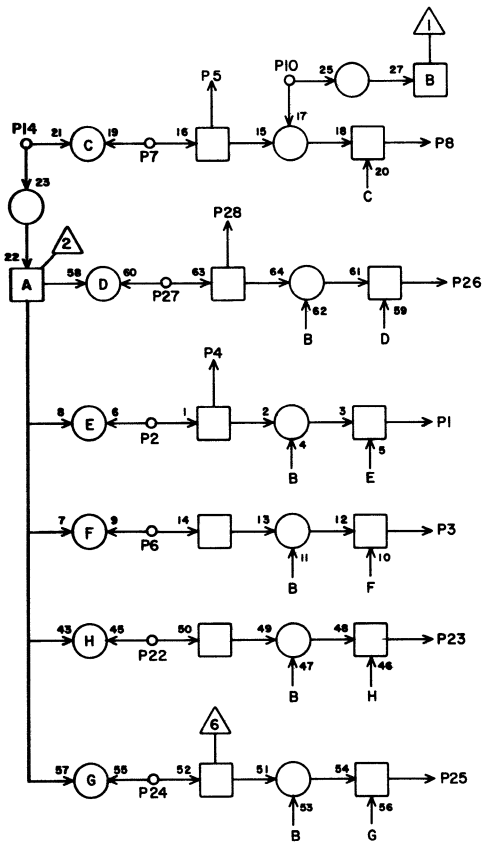 1
P5 P10 25 27 B
P14 21 C 19 P7 16 15 17 18 P8
20
C
23
P28
22 2
A 58 D 60 P27 63 64 62 61 59 P26
B D
P4
8 E 6 P2 1 2 4 3 5 P1
B E
7 F 9 P6 14 13 11 12 10 P3
B F
43 H 45 P22 50 49 47 48 46 P23
B H
6
57 G 55 P24 52 51 53 54 56 P25
B G